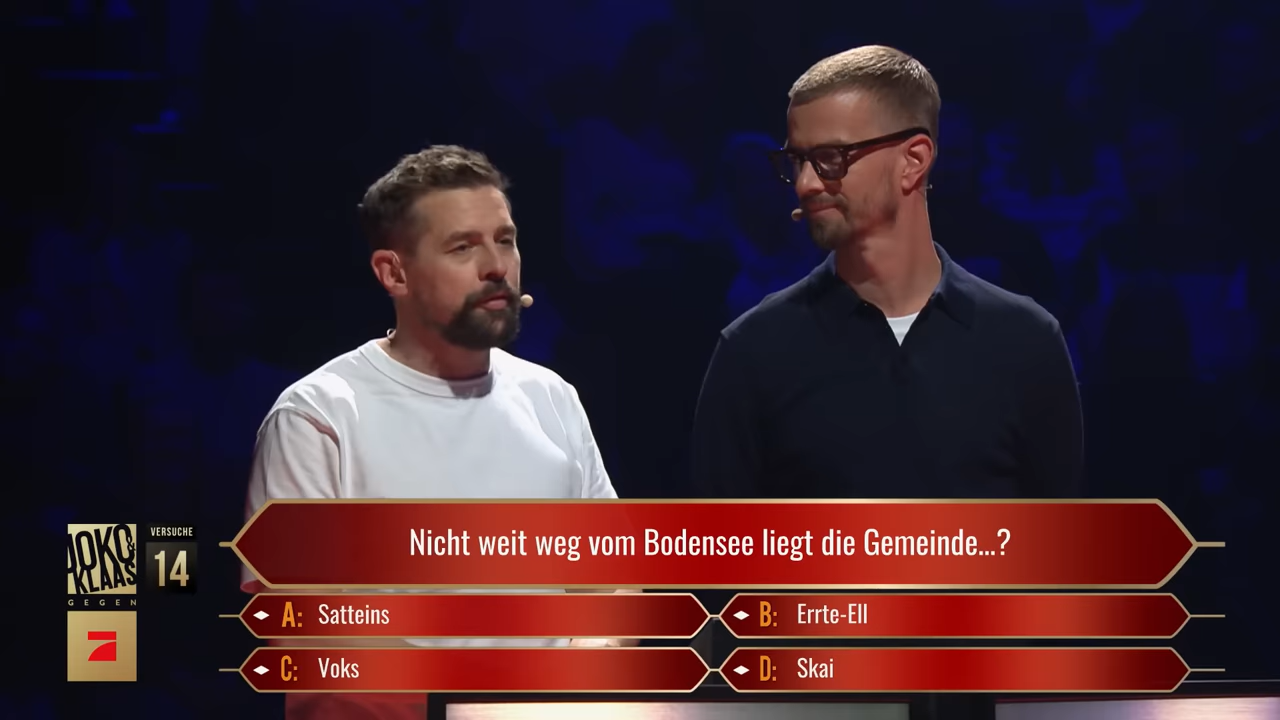 Nicht weit weg vom Bodensee liegt die Gemeinde...?
JOKO &
KLAAS
GEGEN
VERSUCHE
14
A: Satteins
B: Errte-Ell
C: Voks
D: Skai